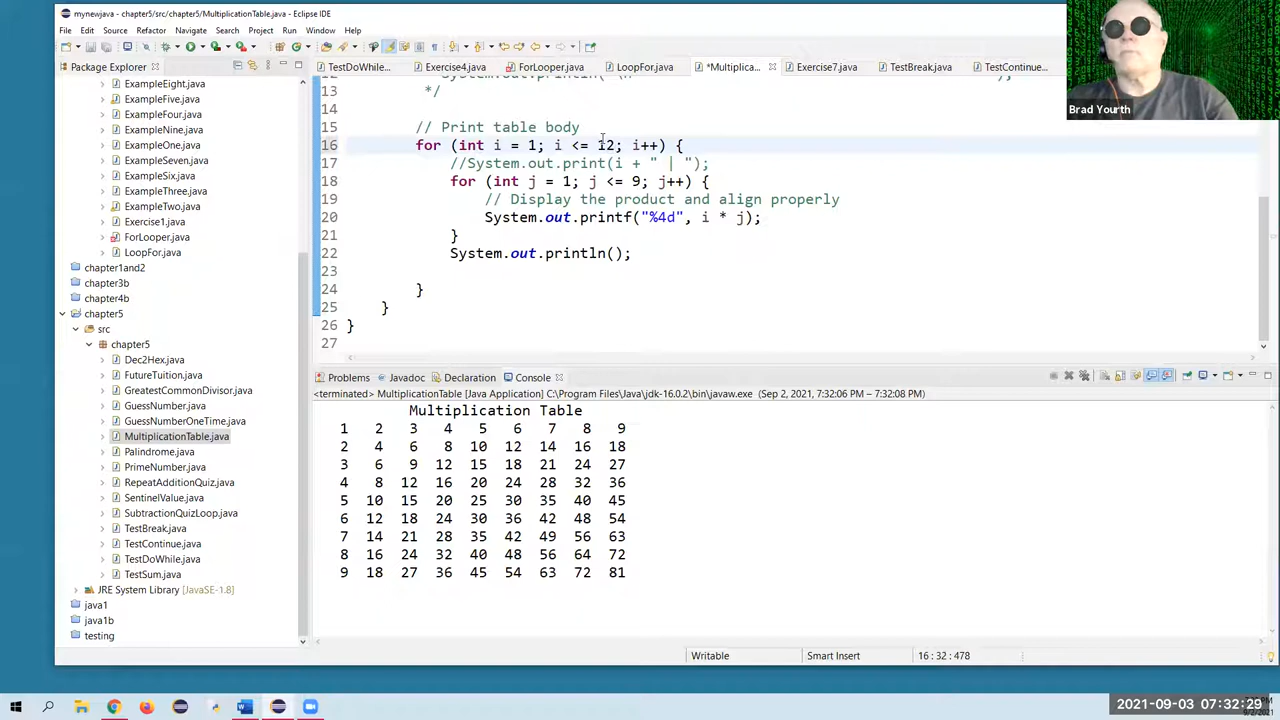 mynewjava - chapter5/src/chapter5/MultiplicationTable.java - Eclipse IDE
File Edit Source Refactor Navigate Search Project Run Window Help
Package Explorer
TestDoWhile... Exercise4.java ForLooper.java LoopFor.java *Multiplica... Exercise7.java TestBreak.java TestContinue...
Brad Yourth
ExampleEight.java
ExampleFive.java
ExampleFour.java
ExampleNine.java
ExampleSeven.java
ExampleSix.java
ExampleThree.java
ExampleTwo.java
Exercise1.java
ForLooper.java
LoopFor.java
chapter1and2
chapter3b
chapter4b
chapter5
src
chapter5
Dec2Hex.java
FutureTuition.java
GreatestCommonDivisor.java
GuessNumber.java
GuessNumberOneTime.java
MultiplicationTable.java
Palindrome.java
PrimeNumber.java
RepeatAdditionQuiz.java
SentinelValue.java
SubtractionQuizLoop.java
TestBreak.java
TestContinue.java
TestDoWhile.java
TestSum.java
JRE System Library [JavaSE-1.8]
java1
java1b
testing
13 */
14
15 // Print table body
16 for (int i = 1; i <= 12; i++) {
17 //System.out.print(i + " | ");
18 for (int j = 1; j <= 9; j++) {
19 // Display the product and align properly
20 System.out.printf("%4d", i * j);
21 }
22 System.out.println();
23
24 }
25 }
26 }
27
Problems Javadoc Declaration Console
<terminated> MultiplicationTable [Java Application] C:\Program Files\Java\jdk-16.0.2\bin\javaw.exe (Sep 2, 2021, 7:32:06 PM – 7:32:08 PM)
Multiplication Table
1 2 3 4 5 6 7 8 9
2 4 6 8 10 12 14 16 18
3 6 9 12 15 18 21 24 27
4 8 12 16 20 24 28 32 36
5 10 15 20 25 30 35 40 45
6 12 18 24 30 36 42 48 54
7 14 21 28 35 42 49 56 63
8 16 24 32 40 48 56 64 72
9 18 27 36 45 54 63 72 81
Writable Smart Insert 16 : 32 : 478
2021-09-03 07:32:29
9/2/2021